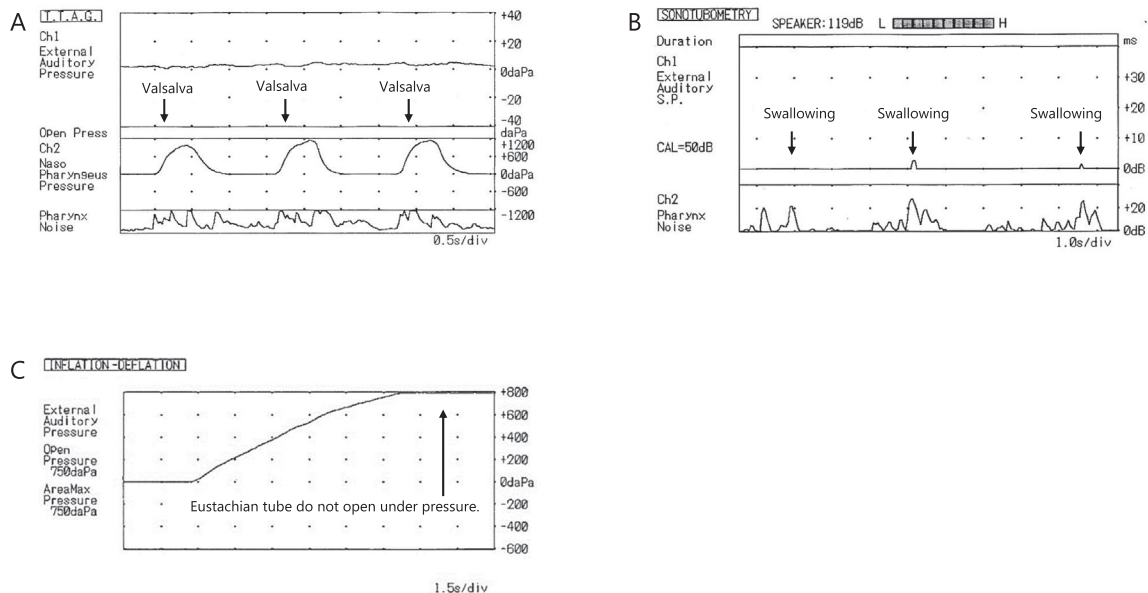 A
T.T.A.G.
Ch1
External
Auditory
Pressure
+40
+20
0daPa
-20
-40
daPa
Valsalva
Valsalva
Valsalva
Open Press
Ch2
Naso
Pharyngeus
Pressure
+1200
+600
0daPa
-600
-1200
Pharynx
Noise
0.5s/div
B
SONOTUBOMETRY
SPEAKER:119dB
L
H
Duration
ms
Ch1
External
Auditory
S.P.
CAL=50dB
+30
+20
+10
0dB
Swallowing
Swallowing
Swallowing
Ch2
Pharynx
Noise
+20
0dB
1.0s/div
C
INFLATION-DEFLATION
External
Auditory
Pressure
Open
Pressure
750daPa
AreaMax
Pressure
750daPa
+800
+600
+400
+200
0daPa
-200
-400
-600
Eustachian tube do not open under pressure.
1.5s/div